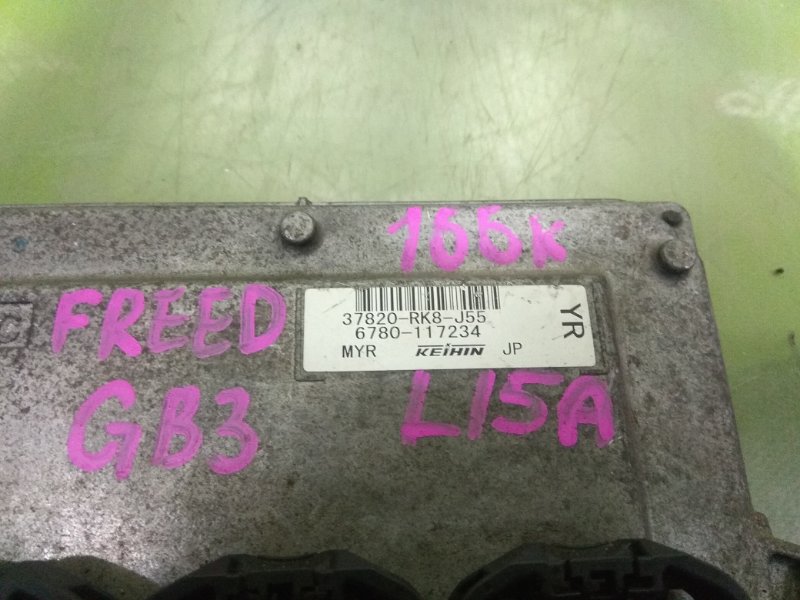 166K
FREED
37820-RK8-J55
6780-117234
YR
MYR KEIHIN JP
GB3
L15A